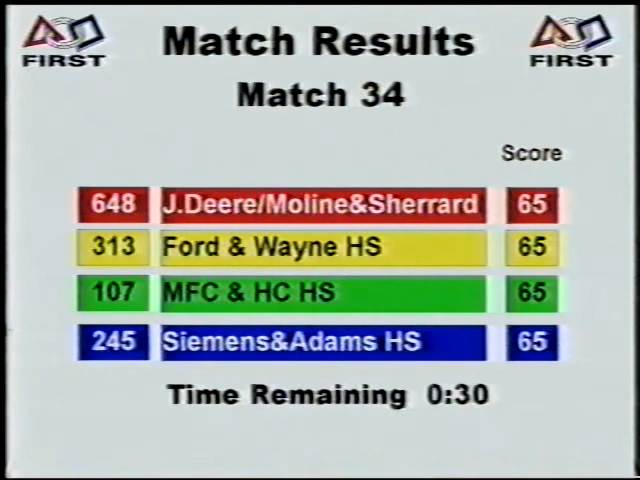 FIRST
Match Results
FIRST
Match 34
Score
648 J.Deere/Moline&Sherrard 65
313 Ford & Wayne HS 65
107 MFC & HC HS 65
245 Siemens&Adams HS 65
Time Remaining 0:30